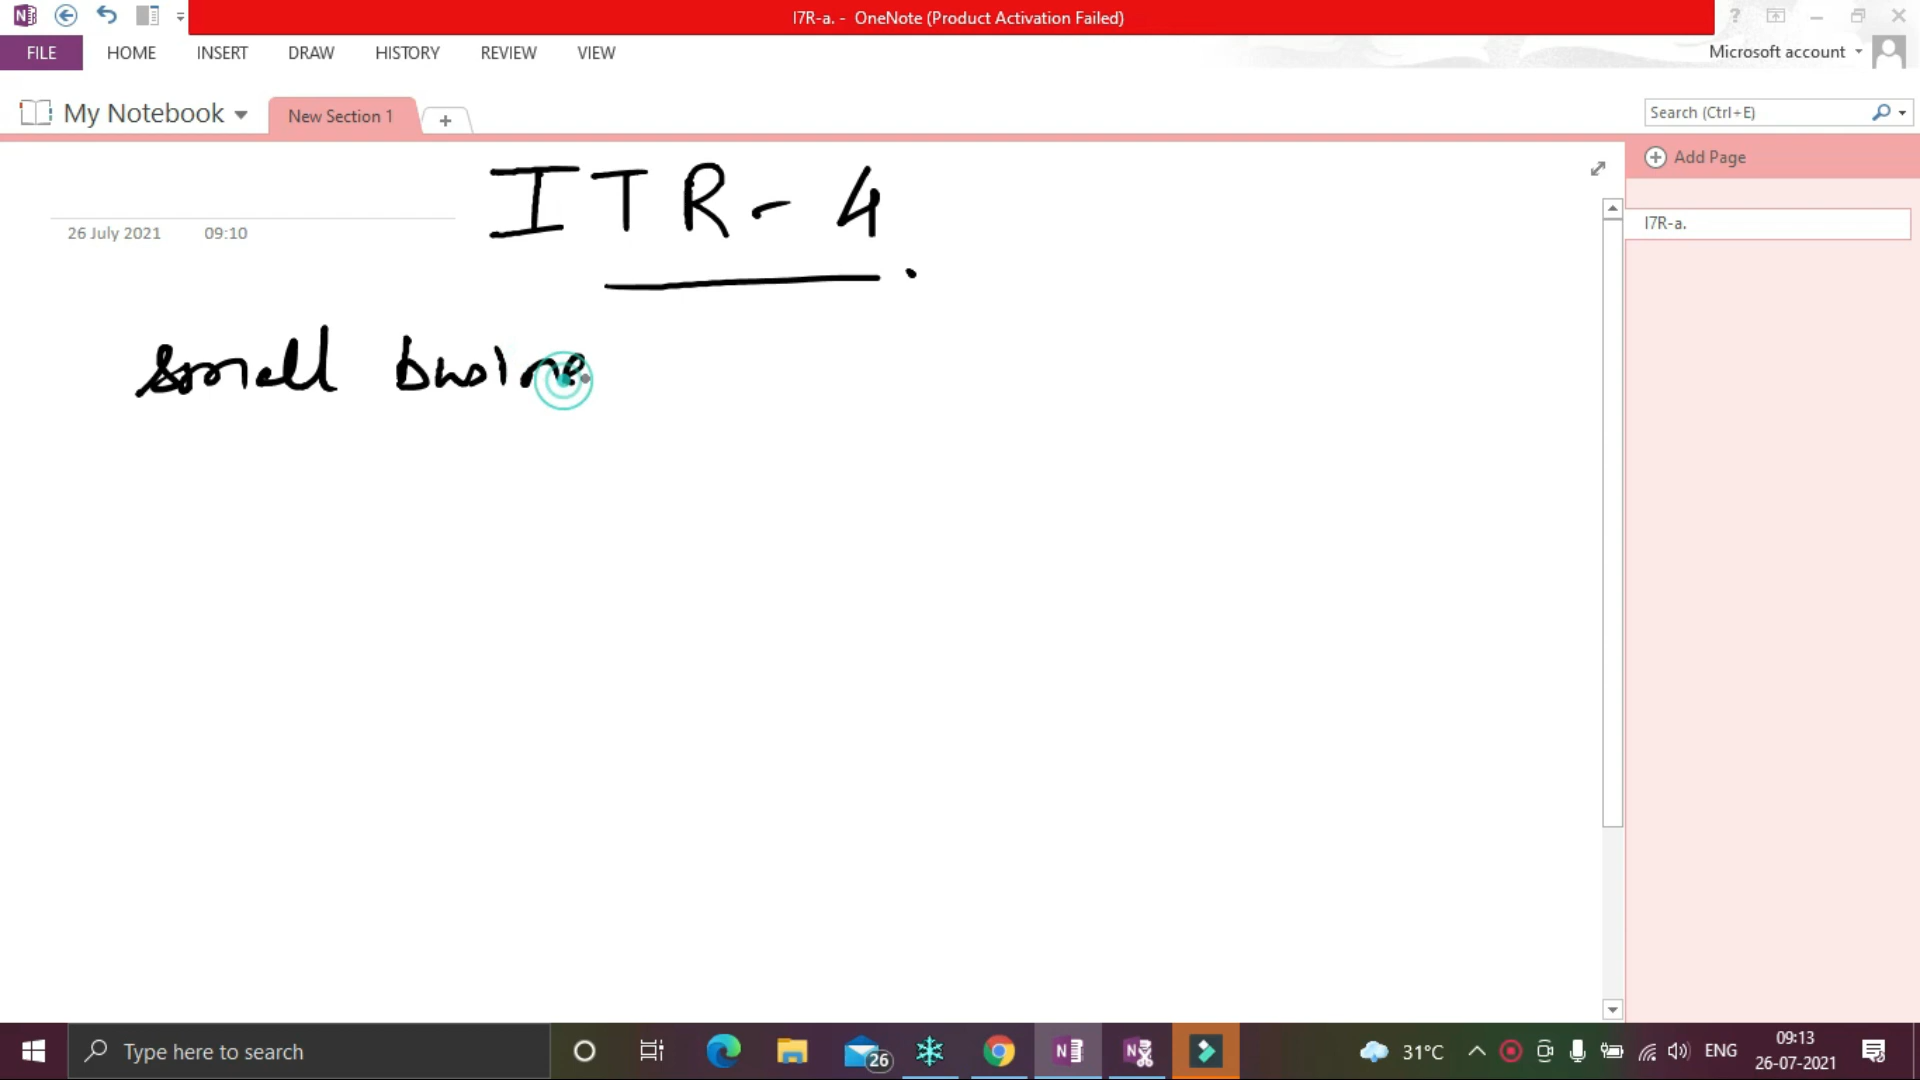 I7R-a. - OneNote (Product Activation Failed)
?
FILE HOME INSERT DRAW HISTORY REVIEW VIEW
Microsoft account
My Notebook
New Section 1
+
Search (Ctrl+E)
Add Page
I7R-a.
ITR - 4
26 July 2021 09:10
small busine
Type here to search
26
31°C
ENG
09:13
26-07-2021